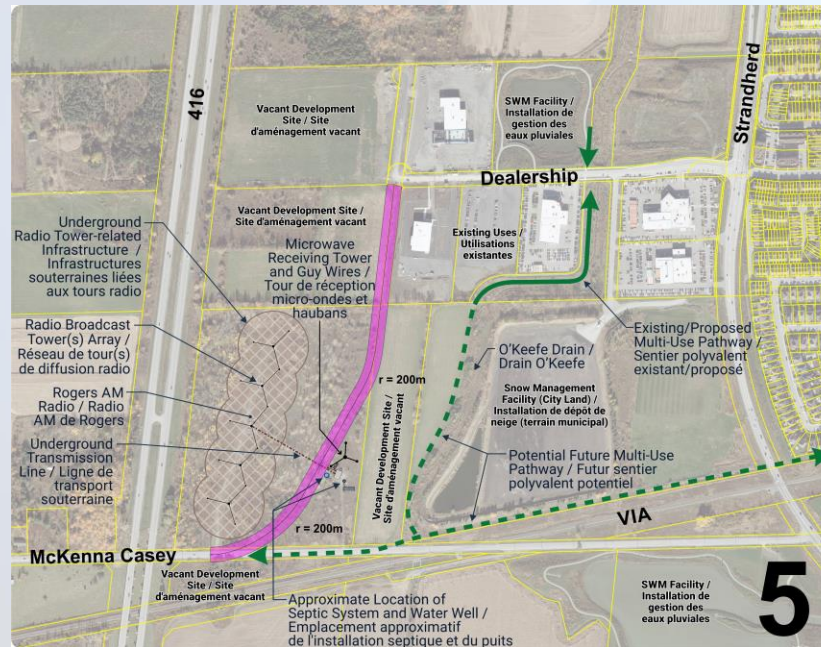 416
Strandherd
Vacant Development
Site / Site
d'aménagement vacant
SWM Facility /
Installation de
gestion des
eaux pluviales
Dealership
Underground
Radio Tower-related
Infrastructure /
Infrastructures
souterraines liées
aux tours radio
Vacant Development Site /
Site d'aménagement vacant
Microwave
Receiving Tower
and Guy Wires /
Tour de réception
micro-ondes et
haubans
Existing Uses /
Utilisations
existantes
Radio Broadcast
Tower(s) Array /
Réseau de tour(s)
de diffusion radio
Rogers AM
Radio / Radio
AM de Rogers
Underground
Transmission
Line / Ligne de
transport
souterraine
r = 200m
r = 200m
Vacant Development Site /
Site d'aménagement vacant
O'Keefe Drain /
Drain O'Keefe
Snow Management
Facility (City Land) /
Installation de dépôt de
neige (terrain municipal)
Existing/Proposed
Multi-Use Pathway /
Sentier polyvalent
existant/proposé
Potential Future Multi-Use
Pathway / Futur sentier
polyvalent potentiel
VIA
McKenna Casey
Vacant Development
Site / Site
d'aménagement vacant
Approximate Location of
Septic System and Water Well /
Emplacement approximatif
de l'installation septique et du puits
SWM Facility /
Installation de
gestion des
eaux pluviales
5